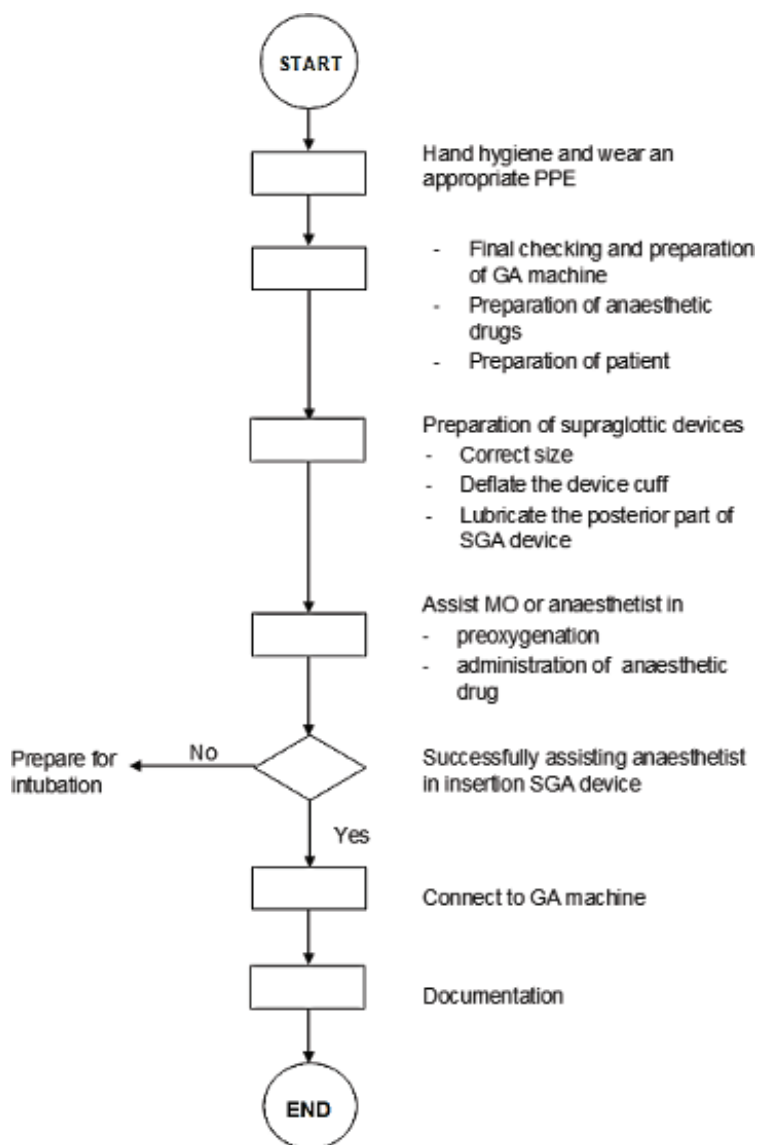 START
Hand hygiene and wear an
appropriate PPE
- Final checking and preparation
of GA machine
- Preparation of anaesthetic
drugs
- Preparation of patient
Preparation of supraglottic devices
- Correct size
- Deflate the device cuff
- Lubricate the posterior part of
SGA device
Assist MO or anaesthetist in
- preoxygenation
- administration of anaesthetic
drug
Prepare for
intubation
No
Successfully assisting anaesthetist
in insertion SGA device
Yes
Connect to GA machine
Documentation
END